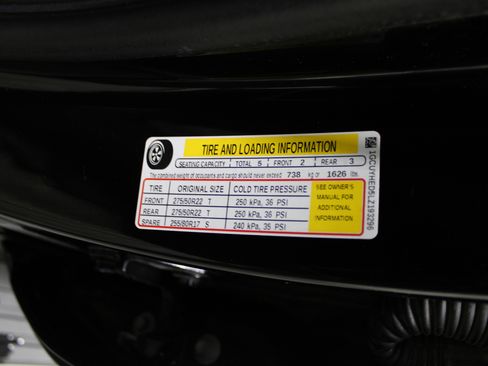 TIRE AND LOADING INFORMATION
SEATING CAPACITY TOTAL 5 FRONT 2 REAR 3
The combined weight of occupants and cargo should never exceed 738 kg or 1626 lbs.
TIRE ORIGINAL SIZE COLD TIRE PRESSURE
FRONT 275/50R22 T 250 kPa, 36 PSI
REAR 275/50R22 T 250 kPa, 36 PSI
SPARE 255/80R17 S 240 kPa, 35 PSI
SEE OWNER'S
MANUAL FOR
ADDITIONAL
INFORMATION
1GCUYHED5LZ193296